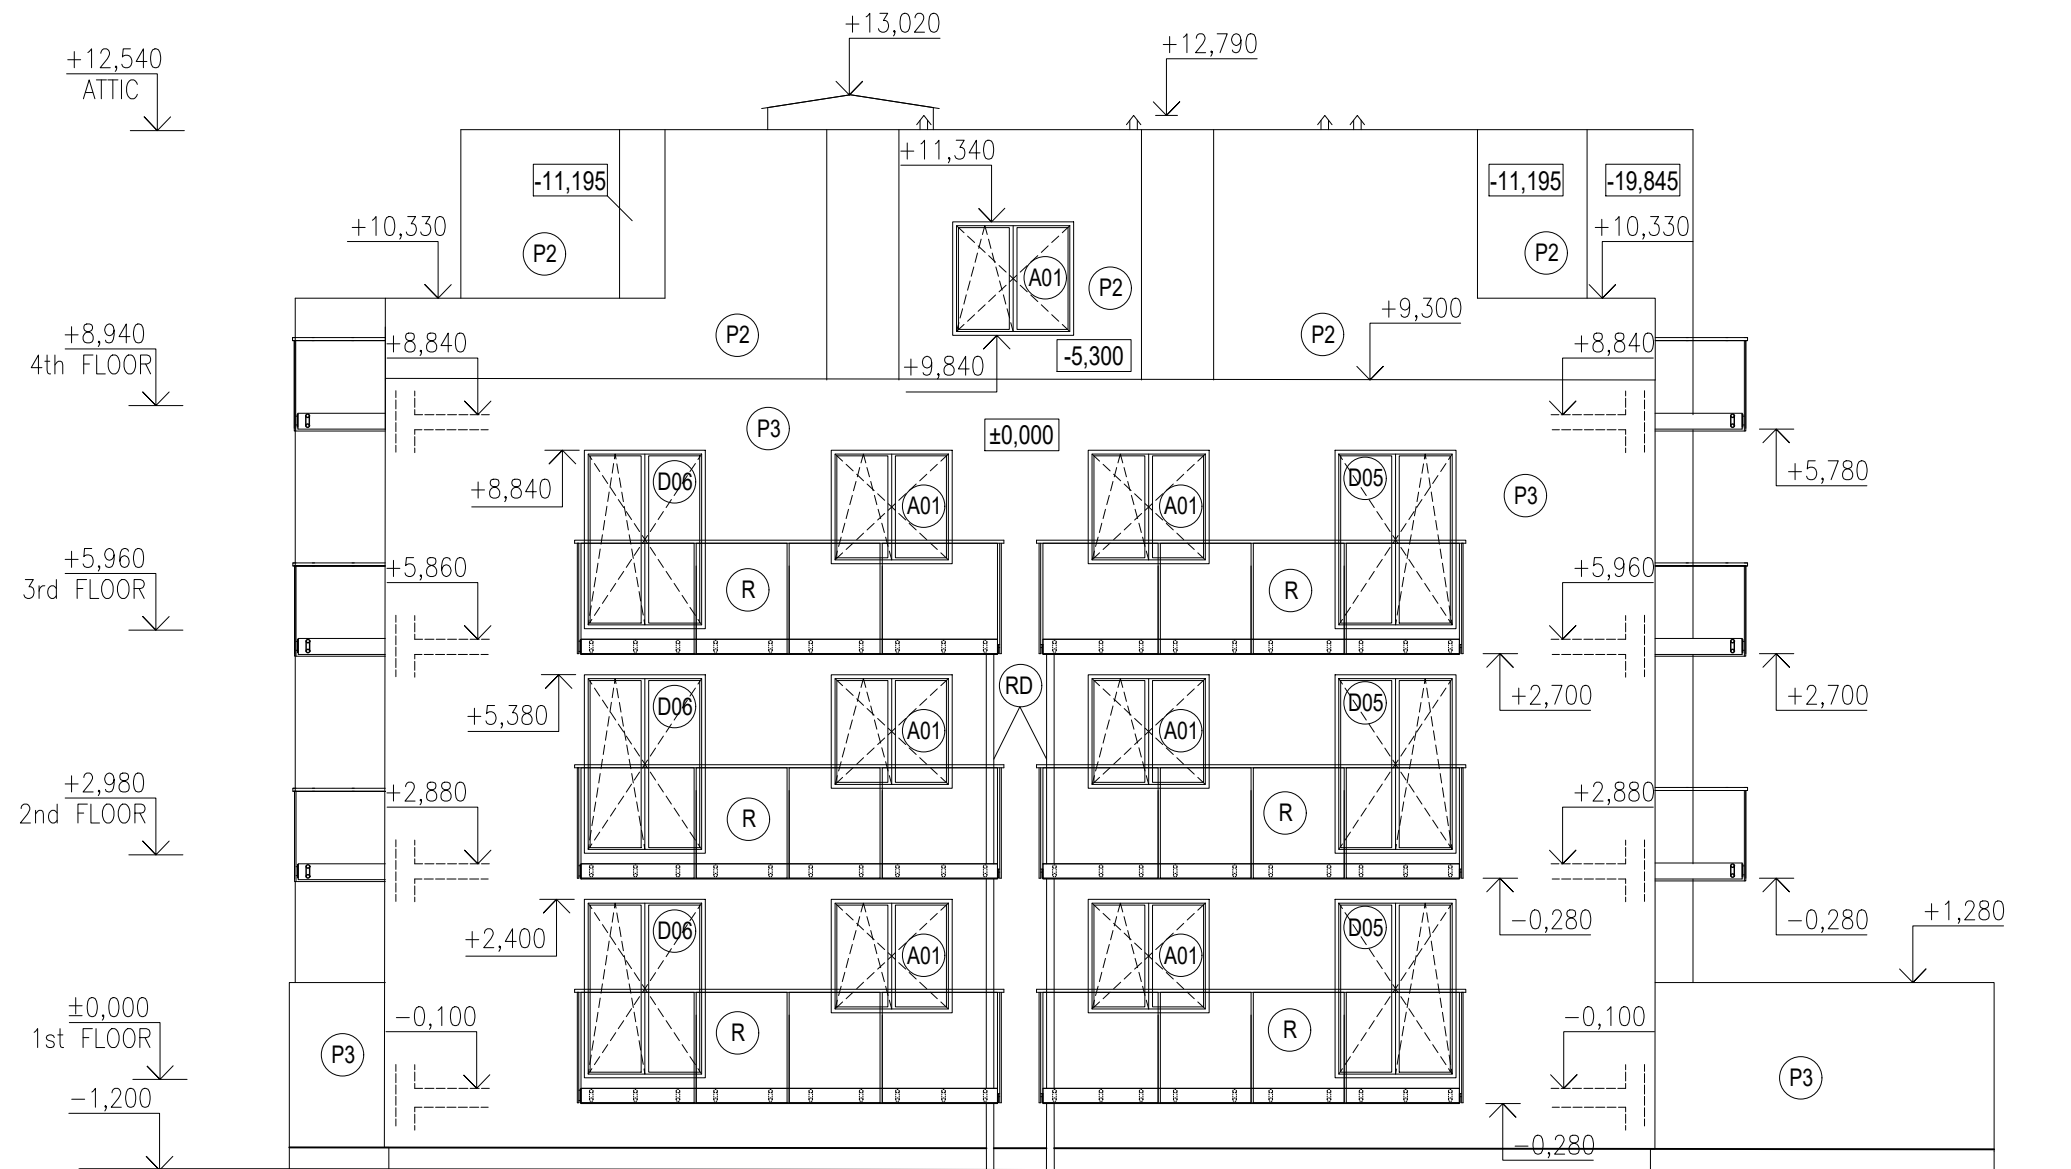 +13,020
+12,790
+12,540
ATTIC
+11,340
-11,195
-11,195
-19,845
+10,330
+10,330
P2
P2
A01
P2
+9,300
+8,940
4th FLOOR
+8,840
P2
P2
+8,840
-5,300
+9,840
P3
±0,000
+5,780
+8,840
D06
A01
A01
D05
P3
+5,960
3rd FLOOR
+5,860
R
R
+5,960
RD
+2,700
+2,700
+5,380
D06
A01
A01
D05
+2,980
2nd FLOOR
+2,880
R
R
+2,880
-0,280
-0,280
+1,280
+2,400
D06
A01
A01
D05
±0,000
1st FLOOR
-0,100
R
R
-0,100
P3
P3
-1,200
-0,280